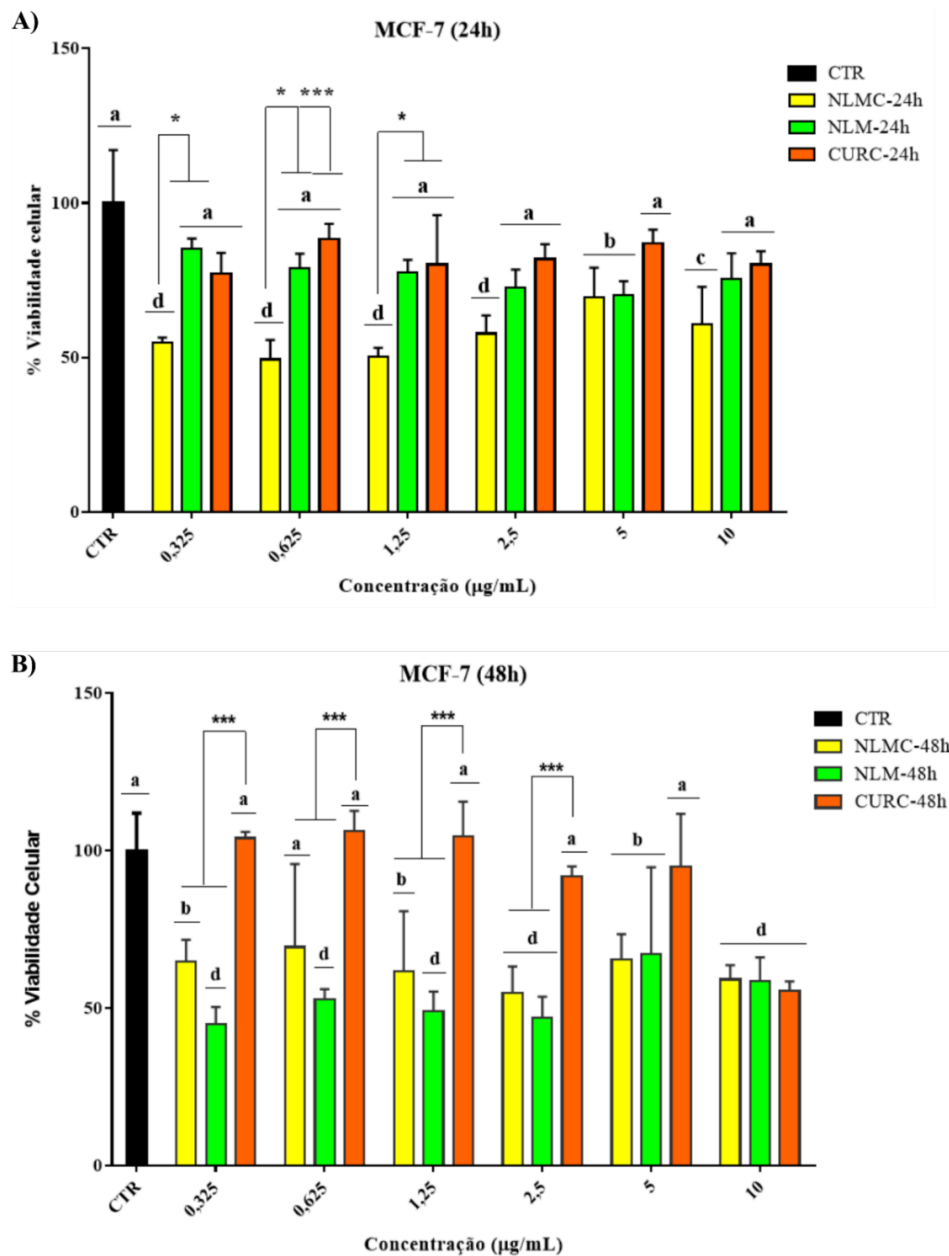 A)
MCF-7 (24h)
CTR
NLMC-24h
NLM-24h
CURC-24h
% Viabilidade celular
150
100
50
0
a
*
* ***
*
a
a
a
a
a
a
d
d
d
d
b
c
CTR
0,325
0,625
1,25
2,5
5
10
Concentração (µg/mL)
B)
MCF-7 (48h)
CTR
NLMC-48h
NLM-48h
CURC-48h
% Viabilidade Celular
150
100
50
0
a
***
***
***
***
a
a
a
a
a
b
a
b
b
d
d
d
d
d
CTR
0,325
0,625
1,25
2,5
5
10
Concentração (µg/mL)